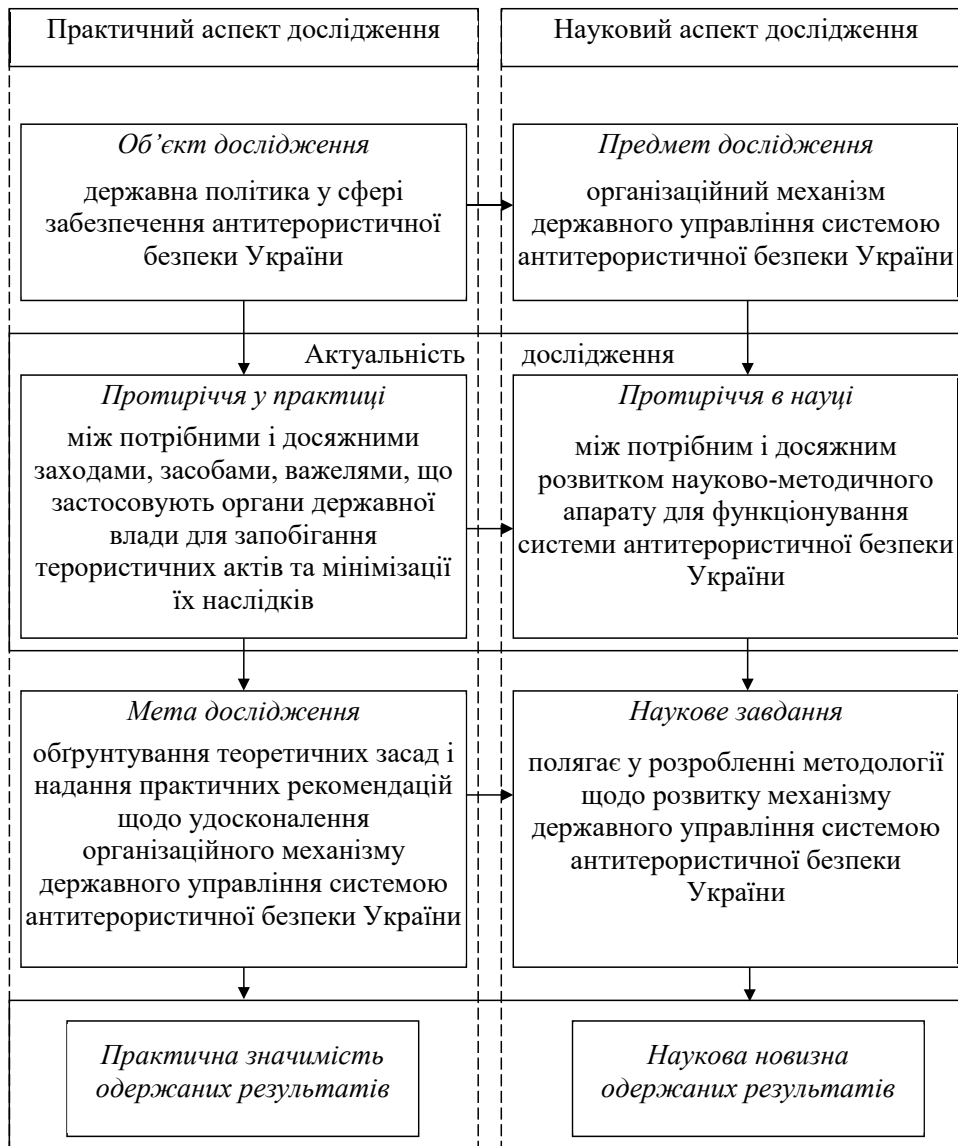 Практичний аспект дослідження
Науковий аспект дослідження
Об’єкт дослідження
державна політика у сфері
забезпечення антитерористичної
безпеки України
Предмет дослідження
організаційний механізм
державного управління системою
антитерористичної безпеки України
Актуальність дослідження
Протиріччя у практиці
між потрібними і досяжними
заходами, засобами, важелями, що
застосовують органи державної
влади для запобігання
терористичних актів та мінімізації
їх наслідків
Протиріччя в науці
між потрібним і досяжним
розвитком науково-методичного
апарату для функціонування
системи антитерористичної безпеки
України
Мета дослідження
обґрунтування теоретичних засад і
надання практичних рекомендацій
щодо удосконалення
організаційного механізму
державного управління системою
антитерористичної безпеки України
Наукове завдання
полягає у розробленні методології
щодо розвитку механізму
державного управління системою
антитерористичної безпеки
України
Практична значимість
одержаних результатів
Наукова новизна
одержаних результатів